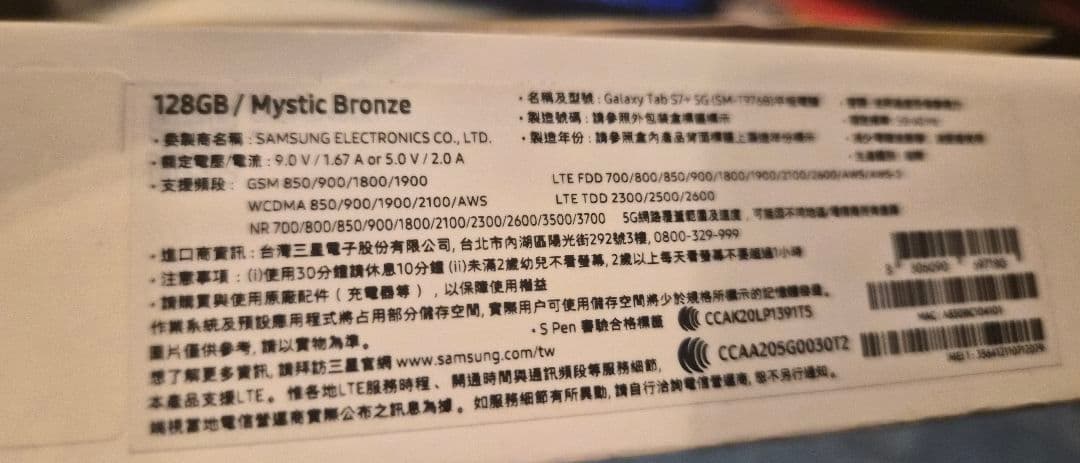 128GB / Mystic Bronze
・委製商名稱 : SAMSUNG ELECTRONICS CO., LTD.
・額定電壓/電流 : 9.0 V / 1.67 A or 5.0 V / 2.0 A
・支援頻段 : GSM 850/900/1800/1900
WCDMA 850/900/1900/2100/AWS
NR 700/800/850/900/1800/2100/2300/2600/3500/3700
・名稱及型號 : Galaxy Tab S7+ 5G
・製造號碼 : 請參照外包裝盒標籤標示
・製造年份 : 請參照盒內產品背面標籤上
LTE FDD 700/800/850/900/1800/1900/2100/2600
LTE TDD 2300/2500/2600
5G網路覆蓋範圍及速度
・進口商資訊 : 台灣三星電子股份有限公司, 台北市內湖區陽光街292號3樓, 0800-329-999
・注意事項 : (i)使用30分鐘請休息10分鐘 (ii)未滿2歲幼兒不看螢幕, 2歲以上每天看螢幕不要超過1小時
・請購買與使用原廠配件 ( 充電器等 ) , 以保障使用權益
作業系統及預設應用程式將占用部分儲存空間, 實際用戶可使用儲存空間將少於規格所標示的記憶體容量。
圖片僅供參考, 請以實物為準。
・S Pen 審驗合格標籤
CCAK20LP1391T5
想了解更多資訊, 請拜訪三星官網 www.samsung.com/tw
CCAA205G0030T2
本產品支援LTE。 惟各地LTE服務時程、 開通時間與通訊頻段等服務細節,
端視當地電信營運商實際公布之訊息為據。 如服務細節有所異動, 請自行洽詢電信營運商, 恕不另行通知。